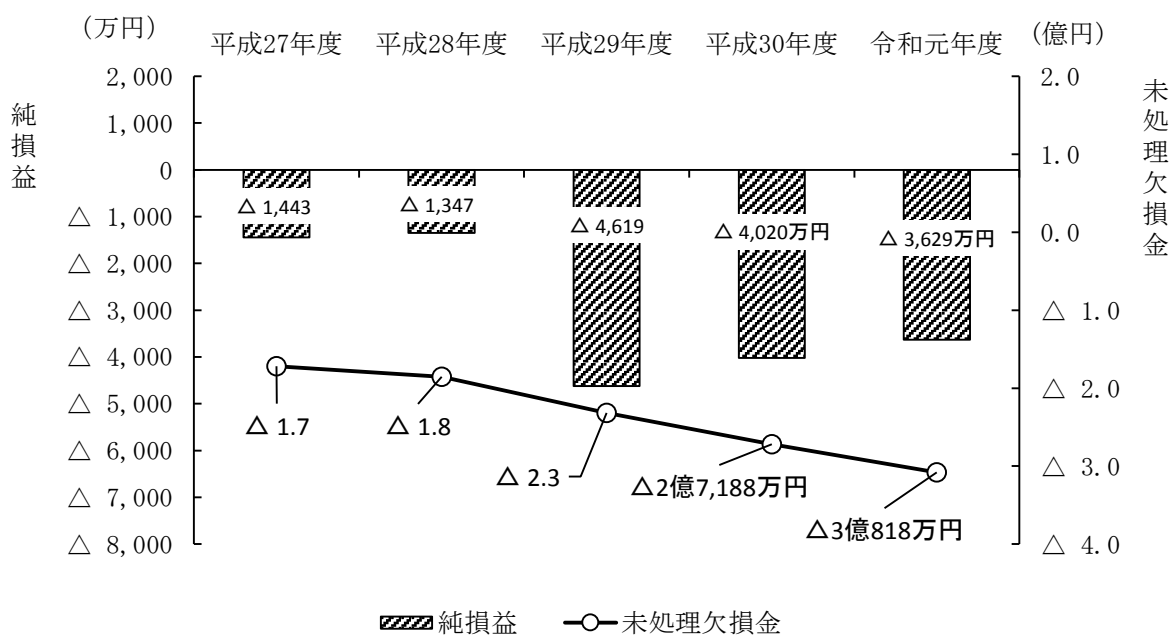 (万円)
平成27年度 平成28年度 平成29年度 平成30年度 令和元年度
(億円)
純損益
2,000
1,000
0
△ 1,000
△ 2,000
△ 3,000
△ 4,000
△ 5,000
△ 6,000
△ 7,000
△ 8,000
△ 1,443
△ 1,347
△ 4,619
△ 4,020万円
△ 3,629万円
△ 1.7
△ 1.8
△ 2.3
△2億7,188万円
△3億818万円
2.0
1.0
0.0
△ 1.0
△ 2.0
△ 3.0
△ 4.0
未処理欠損金
純損益 未処理欠損金